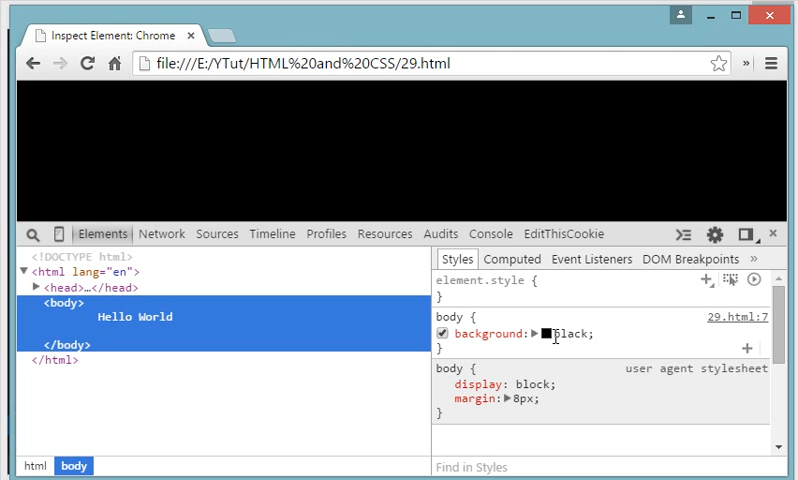 Inspect Element: Chrome
file:///E:/YTut/HTML%20and%20CSS/29.html
Elements Network Sources Timeline Profiles Resources Audits Console EditThisCookie
<!DOCTYPE html>
<html lang="en">
<head>…</head>
<body>
Hello World
</body>
</html>
html body
Styles Computed Event Listeners DOM Breakpoints »
element.style {
}
body { 29.html:7
background: black;
}
body { user agent stylesheet
display: block;
margin: 8px;
}
Find in Styles